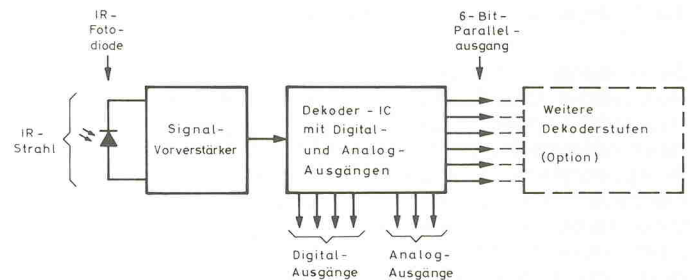 IR-
Foto-
diode
6-Bit-
Parallel-
ausgang
IR-
Strahl
Signal-
Vorverstärker
Dekoder - IC
mit Digital-
und Analog-
Ausgängen
Weitere
Dekoderstufen
(Option)
Digital-
Ausgänge
Analog-
Ausgänge